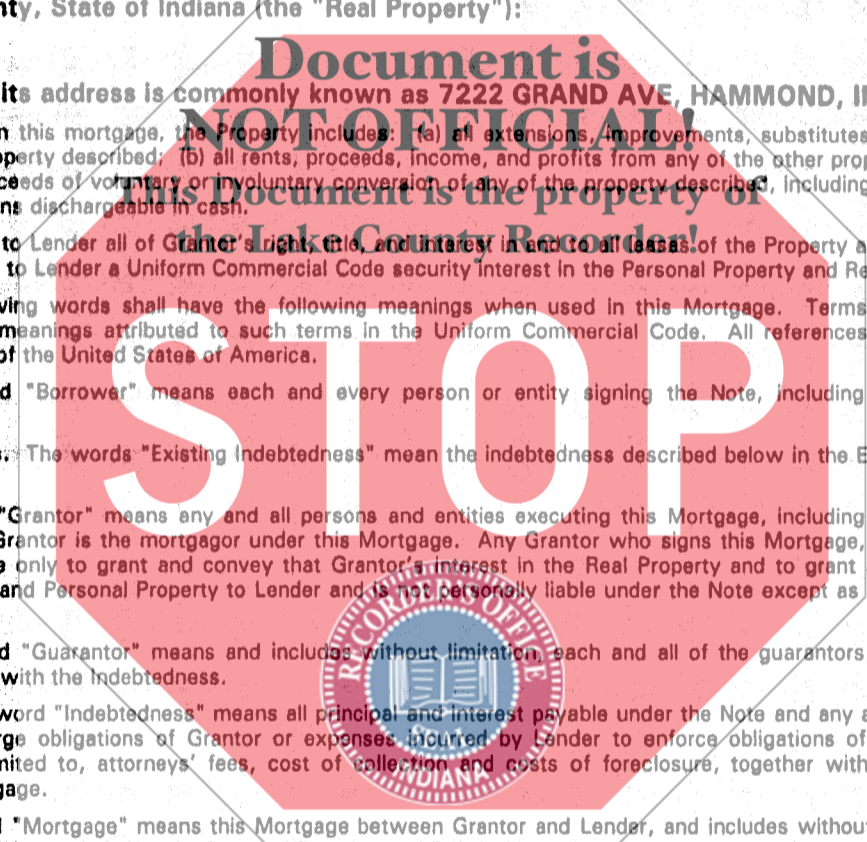 nty, State of Indiana (the "Real Property"):
Document is
its address is commonly known as 7222 GRAND AVE, HAMMOND, I
NOT OFFICIAL!
n this mortgage, the Property includes: (a) all extensions, improvements, substitutes
operty described; (b) all rents, proceeds, income, and profits from any of the other prop
ceeds of voluntary or involuntary conversion of any of the property described, including
This Document is the property of
ns dischargeable in cash.
the Lake County Recorder!
to Lender all of Grantor's right, title, and interest in and to all leases of the Property a
to Lender a Uniform Commercial Code security interest in the Personal Property and Re
wing words shall have the following meanings when used in this Mortgage. Terms
meanings attributed to such terms in the Uniform Commercial Code. All references
of the United States of America.
STOP
d "Borrower" means each and every person or entity signing the Note, including
s. The words "Existing Indebtedness" mean the indebtedness described below in the E
"Grantor" means any and all persons and entities executing this Mortgage, including
Grantor is the mortgagor under this Mortgage. Any Grantor who signs this Mortgage,
e only to grant and convey that Grantor's interest in the Real Property and to grant
and Personal Property to Lender and is not personally liable under the Note except as
RECORDER'S OFFICE
d "Guarantor" means and includes without limitation, each and all of the guarantors
with the Indebtedness.
word "Indebtedness" means all principal and interest payable under the Note and any a
rge obligations of Grantor or expenses incurred by Lender to enforce obligations of
SEAL
mited to, attorneys' fees, cost of collection and costs of foreclosure, together with
INDIANA
gage.
d "Mortgage" means this Mortgage between Grantor and Lender, and includes withou